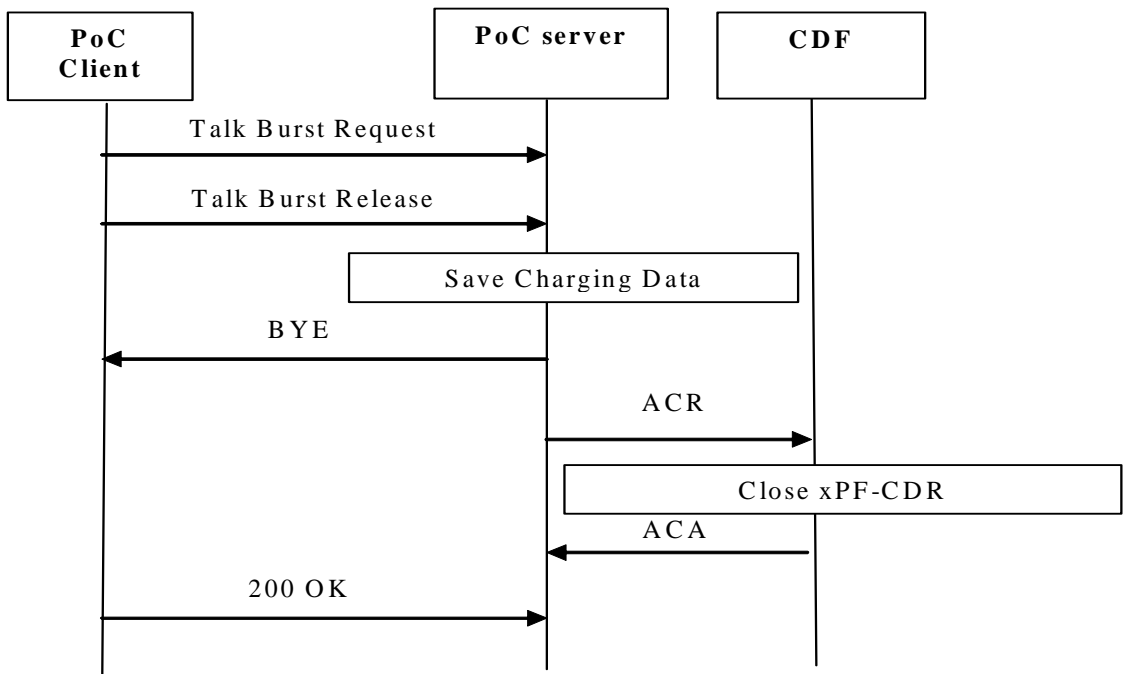 PoC
Client
PoC server
CDF
Talk Burst Request
Talk Burst Release
Save Charging Data
BYE
ACR
Close xPF-CDR
ACA
200 OK